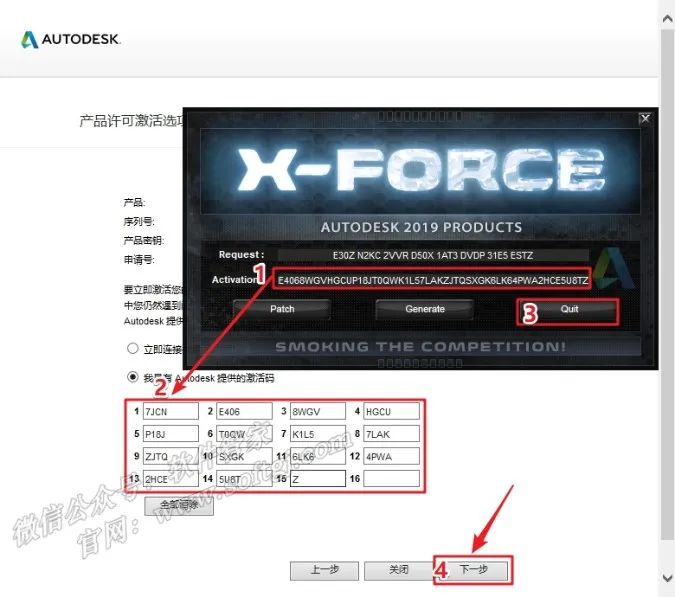 AUTODESK.
产品许可激活选项
X-FORCE
产品:
AUTODESK 2019 PRODUCTS
序列号:
产品密钥:
Request : E30Z N2KC 2VVR D50X 1AT3 DVDP 31E5 ESTZ
申请号:
1
Activation E4068WGVHGCUP18JT0QWK1L57LAKZJTQSXGK6LK64PWA2HCE5U8TZ
要立即激活您的
中您仍然遇到
Patch Generate 3 Quit
Autodesk 提供
SMOKING THE COMPETITION!
立即连接
我具有 Autodesk 提供的激活码
2
1 7JCN 2 E406 3 8WGV 4 HGCU
5 P18J 6 T0QW 7 K1L5 8 7LAK
9 ZJTQ 10 SXGK 11 6LK6 12 4PWA
13 2HCE 14 5U8T 15 Z 16
全部清除
微信公众号:软件管家
官网:www.softej.com
上一步 关闭 4 下一步